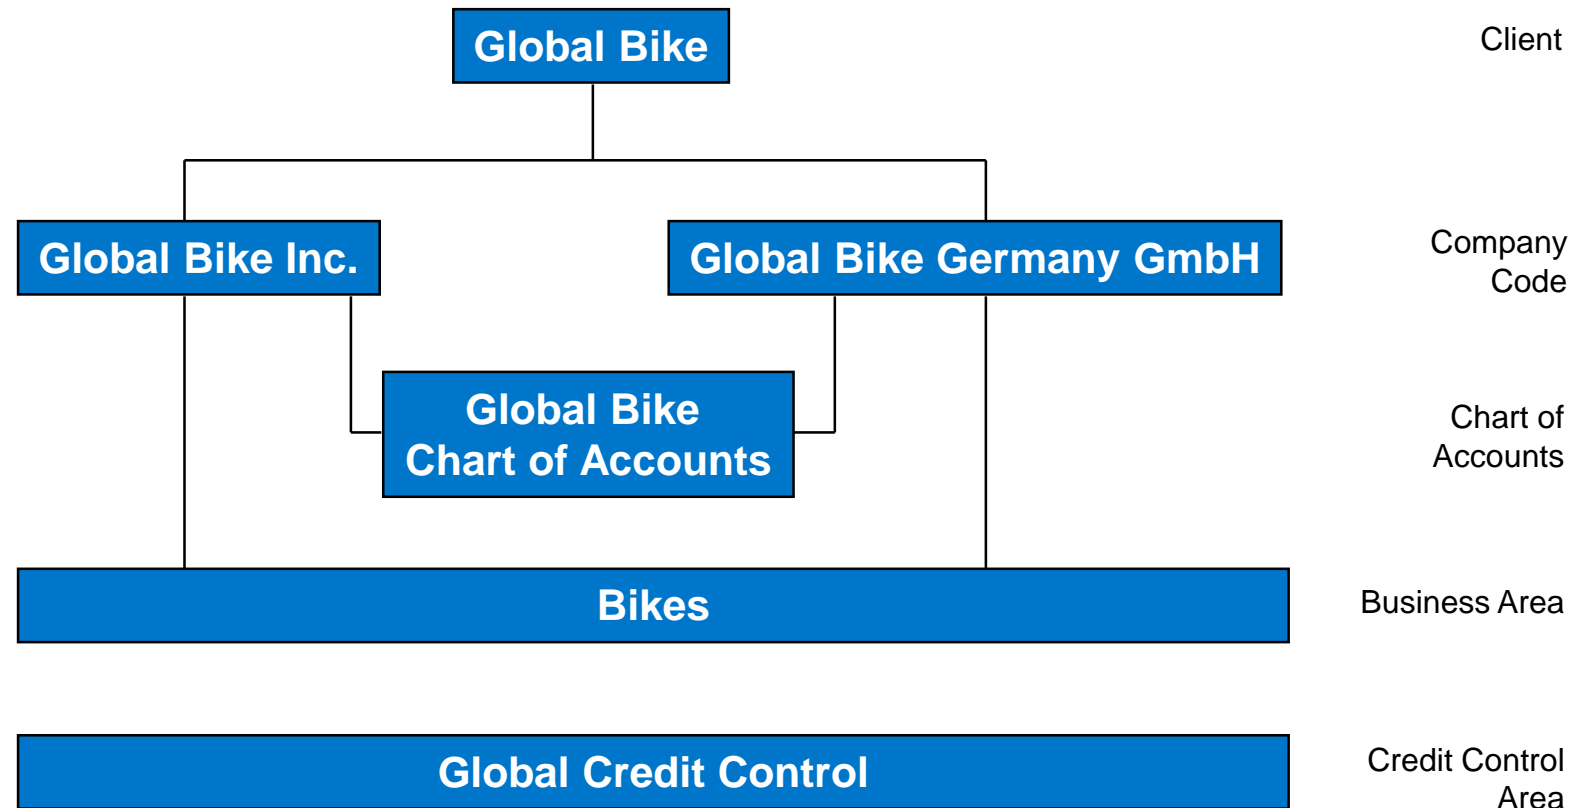 Global Bike
Client
Global Bike Inc.
Global Bike Germany GmbH
Company
Code
Global Bike
Chart of Accounts
Chart of
Accounts
Bikes
Business Area
Global Credit Control
Credit Control
Area